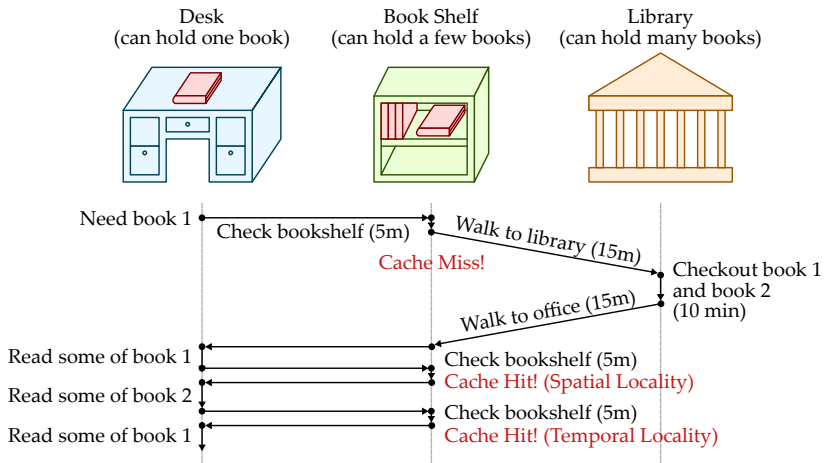 Desk
(can hold one book)
Book Shelf
(can hold a few books)
Library
(can hold many books)
Need book 1
Check bookshelf (5m)
Walk to library (15m)
Cache Miss!
Checkout book 1
and book 2
(10 min)
Walk to office (15m)
Read some of book 1
Check bookshelf (5m)
Cache Hit! (Spatial Locality)
Read some of book 2
Check bookshelf (5m)
Read some of book 1
Cache Hit! (Temporal Locality)